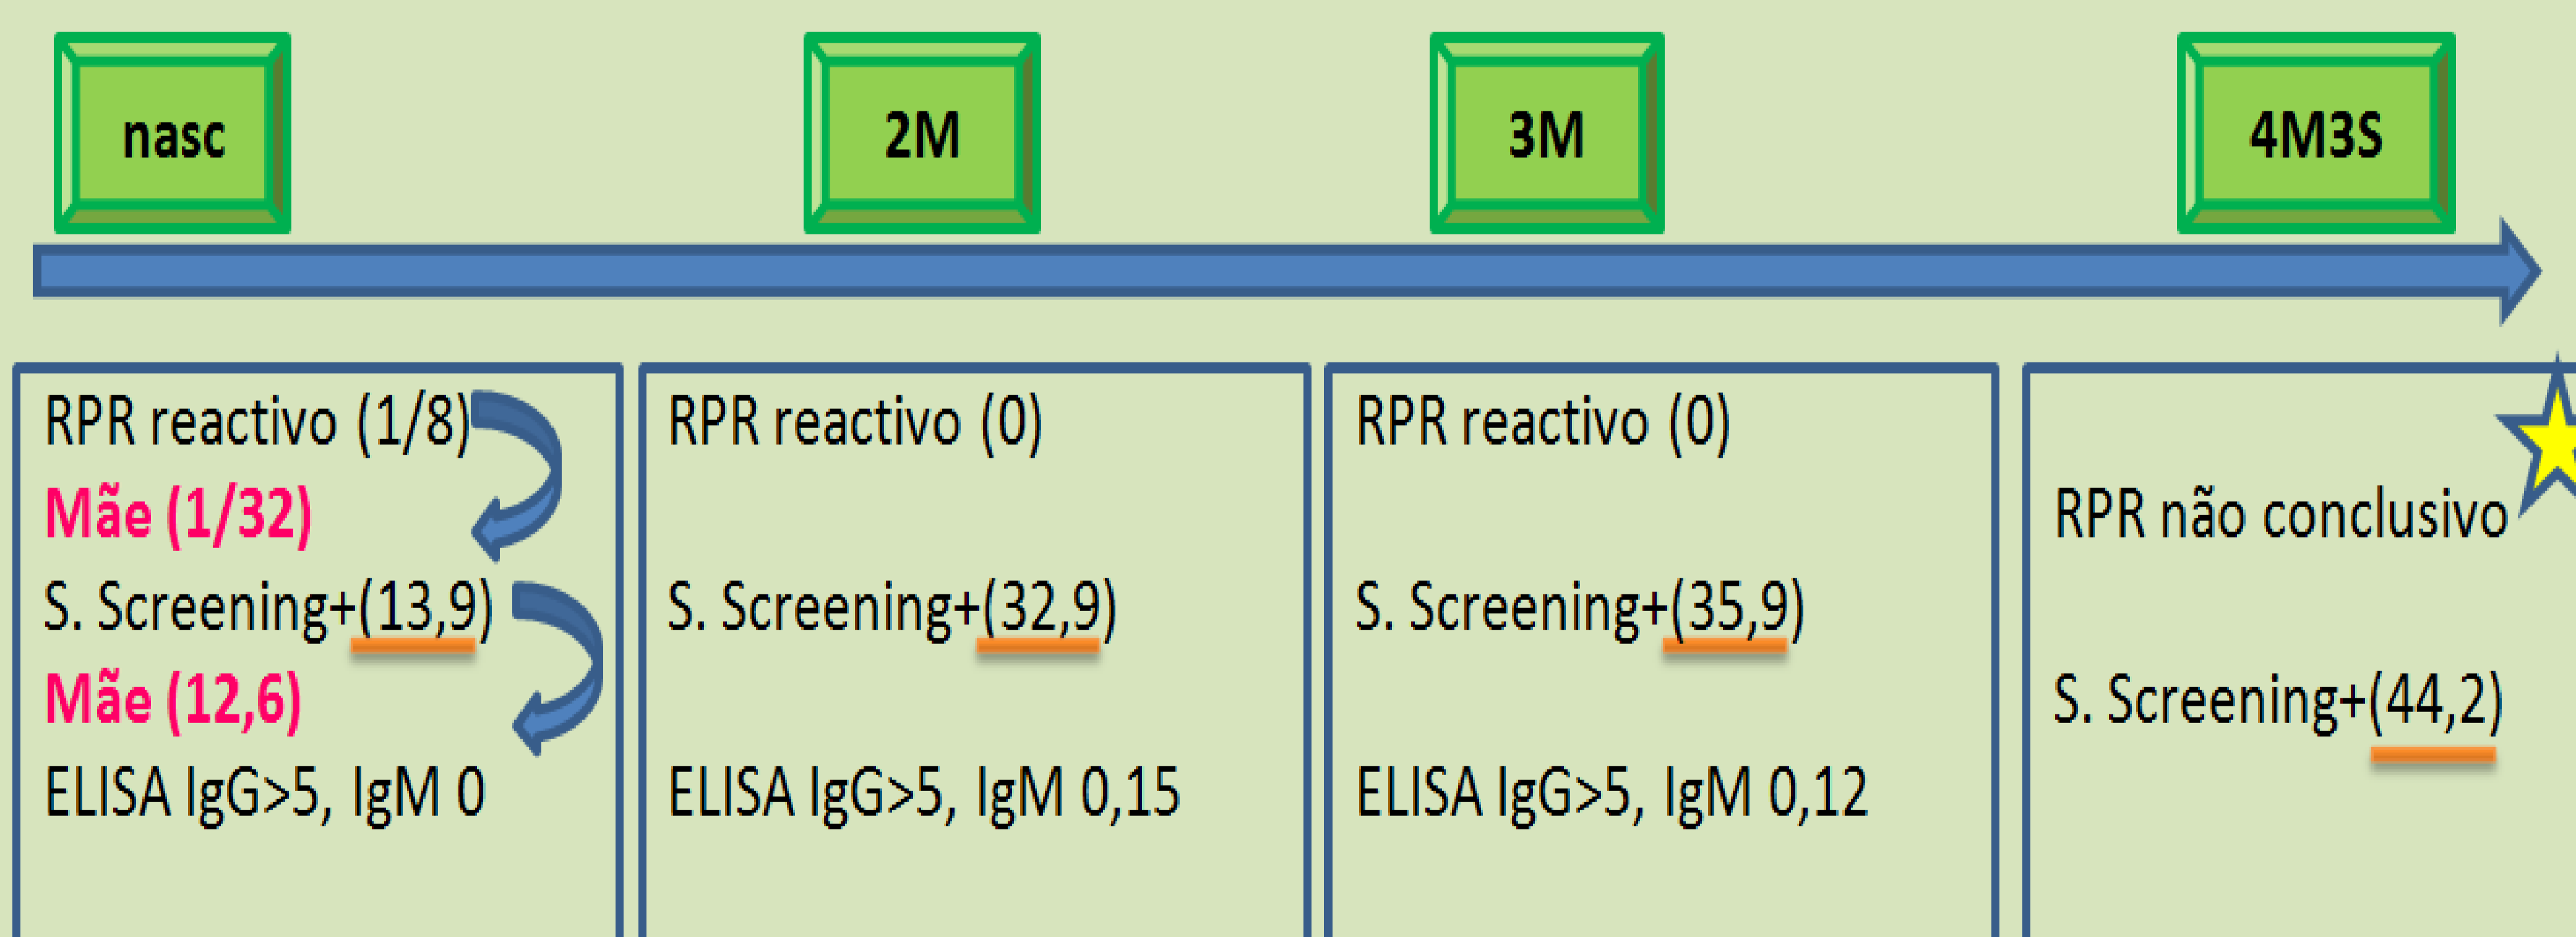 nasc
2M
3M
4M3S
RPR reactivo (1/8)
Mãe (1/32)
S. Screening+(13,9)
Mãe (12,6)
ELISA IgG>5, IgM 0
RPR reactivo (0)
S. Screening+(32,9)
ELISA IgG>5, IgM 0,15
RPR reactivo (0)
S. Screening+(35,9)
ELISA IgG>5, IgM 0,12
RPR não conclusivo
S. Screening+(44,2)